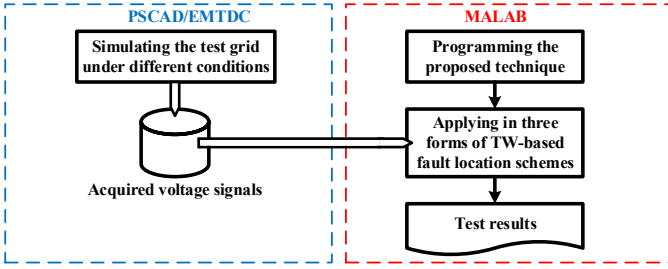 PSCAD/EMTDC
Simulating the test grid
under different conditions
Acquired voltage signals
MALAB
Programming the
proposed technique
Applying in three
forms of TW-based
fault location schemes
Test results